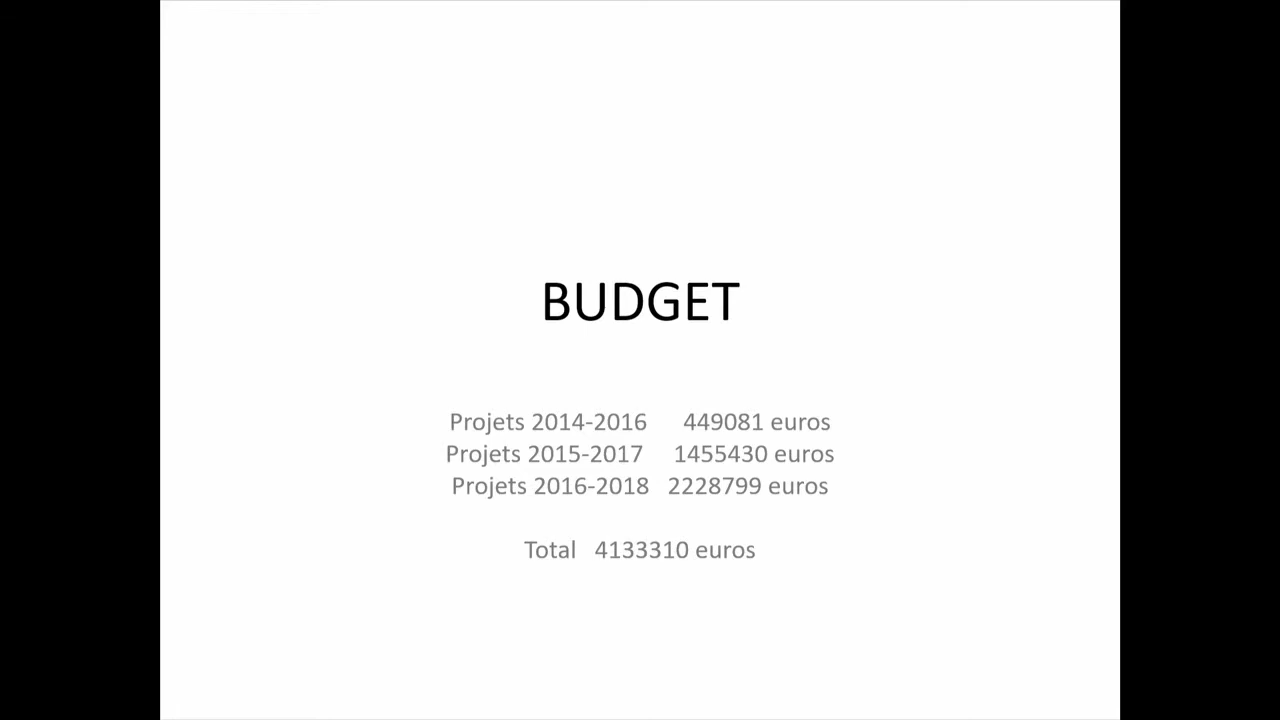 BUDGET
Projets 2014-2016 449081 euros
Projets 2015-2017 1455430 euros
Projets 2016-2018 2228799 euros
Total 4133310 euros